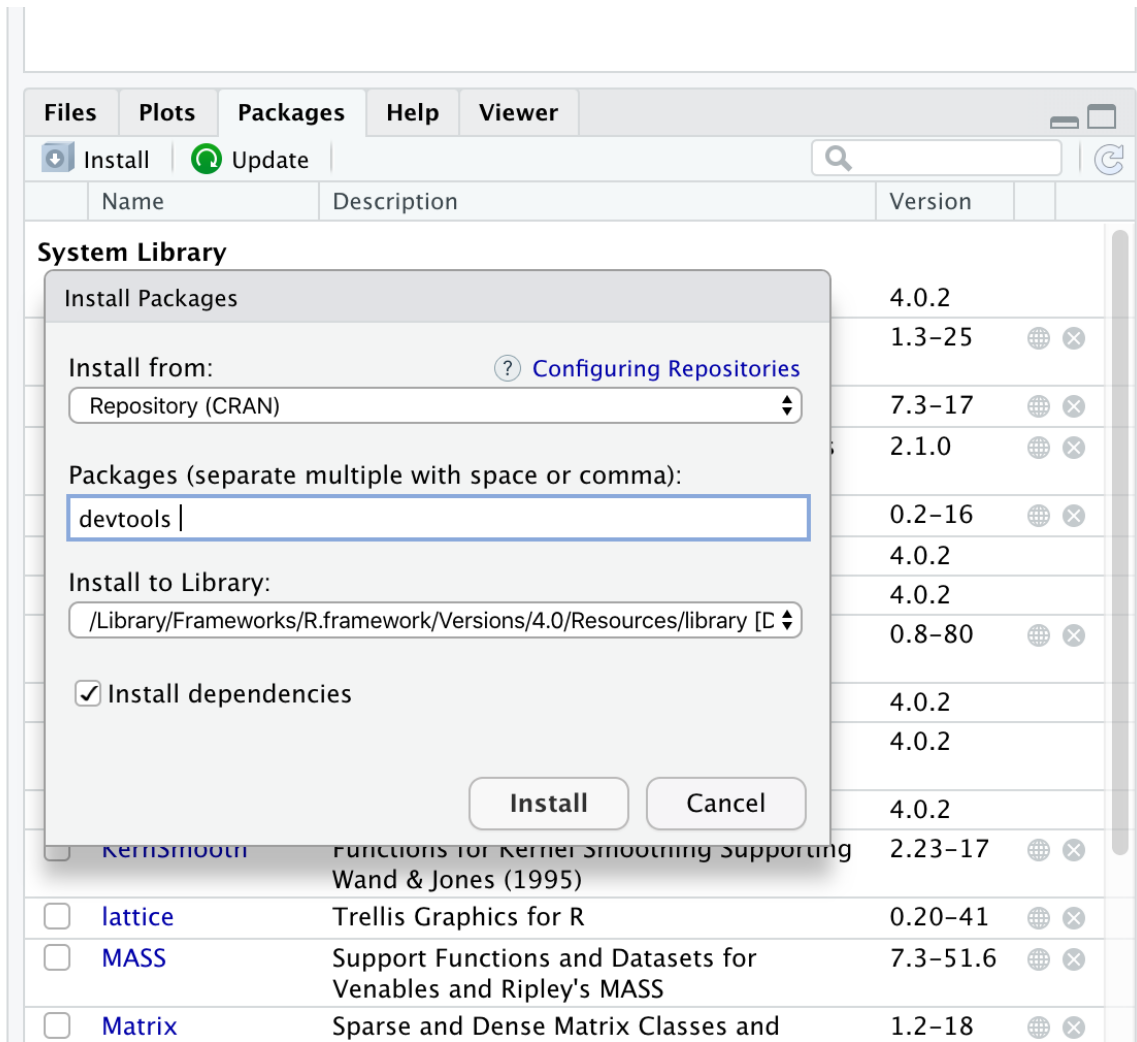 Files Plots Packages Help Viewer
Install Update
Name Description Version
System Library
Install Packages
4.0.2
1.3-25
Install from:
? Configuring Repositories
Repository (CRAN)
7.3-17
2.1.0
Packages (separate multiple with space or comma):
devtools
0.2-16
4.0.2
Install to Library:
4.0.2
/Library/Frameworks/R.framework/Versions/4.0/Resources/library [D
0.8-80
Install dependencies
4.0.2
4.0.2
Install Cancel
4.0.2
KernSmooth Functions for Kernel Smoothing Supporting 2.23-17
Wand & Jones (1995)
lattice Trellis Graphics for R 0.20-41
MASS Support Functions and Datasets for 7.3-51.6
Venables and Ripley's MASS
Matrix Sparse and Dense Matrix Classes and 1.2-18